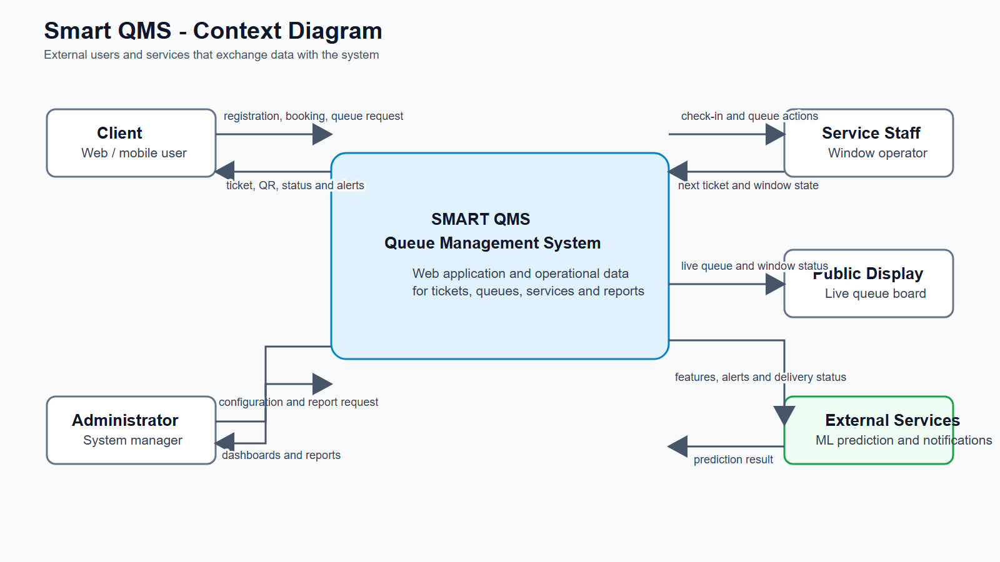 Smart QMS - Context Diagram
External users and services that exchange data with the system
registration, booking, queue request
Client
Web / mobile user
ticket, QR, status and alerts
check-in and queue actions
Service Staff
Window operator
next ticket and window state
SMART QMS
Queue Management System
Web application and operational data
for tickets, queues, services and reports
live queue and window status
Public Display
Live queue board
configuration and report request
Administrator
System manager
dashboards and reports
features, alerts and delivery status
External Services
ML prediction and notifications
prediction result